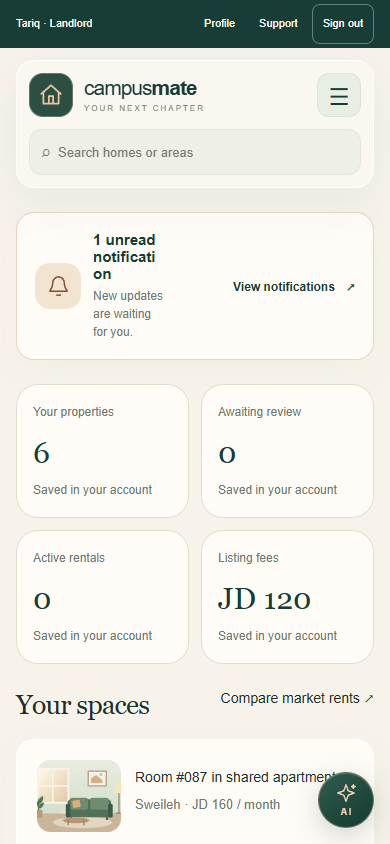 Tariq · Landlord Profile Support Sign out
campusmate
YOUR NEXT CHAPTER
Search homes or areas
1 unread
notificati
on
New updates
are waiting
for you.
View notifications ↗
Your properties
6
Saved in your account
Awaiting review
0
Saved in your account
Active rentals
0
Saved in your account
Listing fees
JD 120
Saved in your account
Your spaces
Compare market rents ↗
Room #087 in shared apartment
Sweileh · JD 160 / month
AI